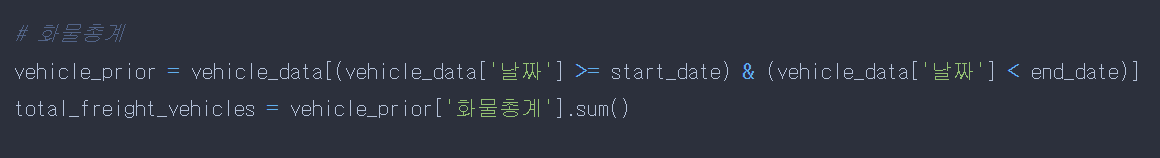 # 화물총계
vehicle_prior = vehicle_data[(vehicle_data['날짜'] >= start_date) & (vehicle_data['날짜'] < end_date)]
total_freight_vehicles = vehicle_prior['화물총계'].sum()